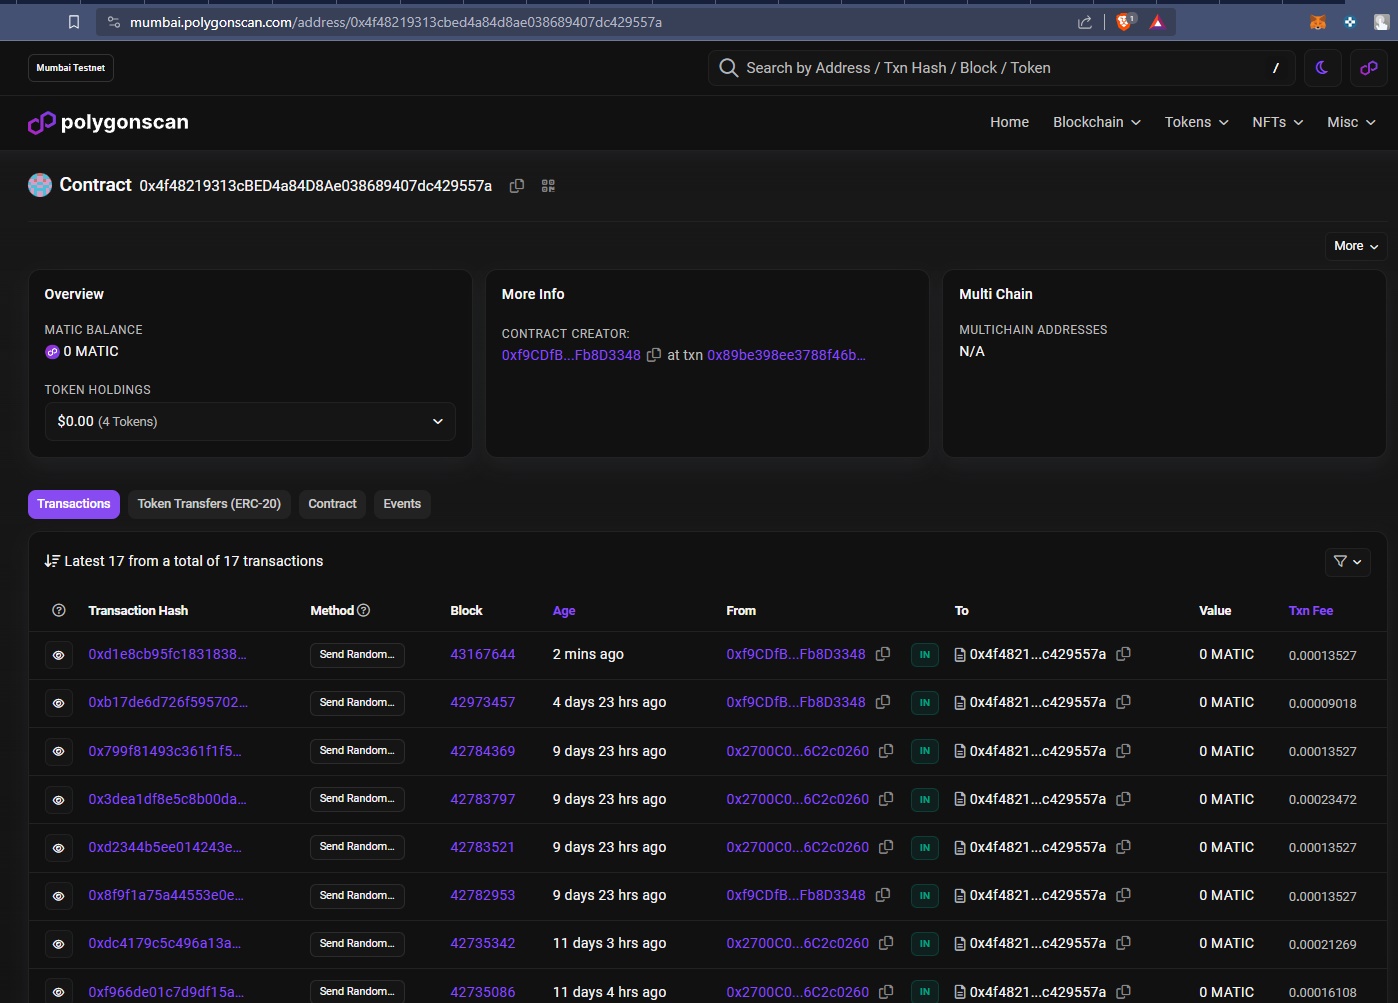 mumbai.polygonscan.com/address/0x4f48219313cbed4a84d8ae038689407dc429557a
1
Mumbai Testnet
Search by Address / Txn Hash / Block / Token
/
polygonscan
Home Blockchain Tokens NFTs Misc
Contract 0x4f48219313cBED4a84D8Ae038689407dc429557a
More
Overview
MATIC BALANCE
0 MATIC
TOKEN HOLDINGS
$0.00 (4 Tokens)
More Info
CONTRACT CREATOR:
0xf9CDfB...Fb8D3348 at txn 0x89be398ee3788f46b...
Multi Chain
MULTICHAIN ADDRESSES
N/A
Transactions Token Transfers (ERC-20) Contract Events
Latest 17 from a total of 17 transactions
Transaction Hash Method Block Age From To Value Txn Fee
0xd1e8cb95fc1831838... Send Random... 43167644 2 mins ago 0xf9CDfB...Fb8D3348 IN 0x4f4821...c429557a 0 MATIC 0.00013527
0xb17de6d726f595702... Send Random... 42973457 4 days 23 hrs ago 0xf9CDfB...Fb8D3348 IN 0x4f4821...c429557a 0 MATIC 0.00009018
0x799f81493c361f1f5... Send Random... 42784369 9 days 23 hrs ago 0x2700C0...6C2c0260 IN 0x4f4821...c429557a 0 MATIC 0.00013527
0x3dea1df8e5c8b00da... Send Random... 42783797 9 days 23 hrs ago 0x2700C0...6C2c0260 IN 0x4f4821...c429557a 0 MATIC 0.00023472
0xd2344b5ee014243e... Send Random... 42783521 9 days 23 hrs ago 0x2700C0...6C2c0260 IN 0x4f4821...c429557a 0 MATIC 0.00013527
0x8f9f1a75a44553e0e... Send Random... 42782953 9 days 23 hrs ago 0xf9CDfB...Fb8D3348 IN 0x4f4821...c429557a 0 MATIC 0.00013527
0xdc4179c5c496a13a... Send Random... 42735342 11 days 3 hrs ago 0x2700C0...6C2c0260 IN 0x4f4821...c429557a 0 MATIC 0.00021269
0xf966de01c7d9df15a... Send Random... 42735086 11 days 4 hrs ago 0x2700C0...6C2c0260 IN 0x4f4821...c429557a 0 MATIC 0.00016108